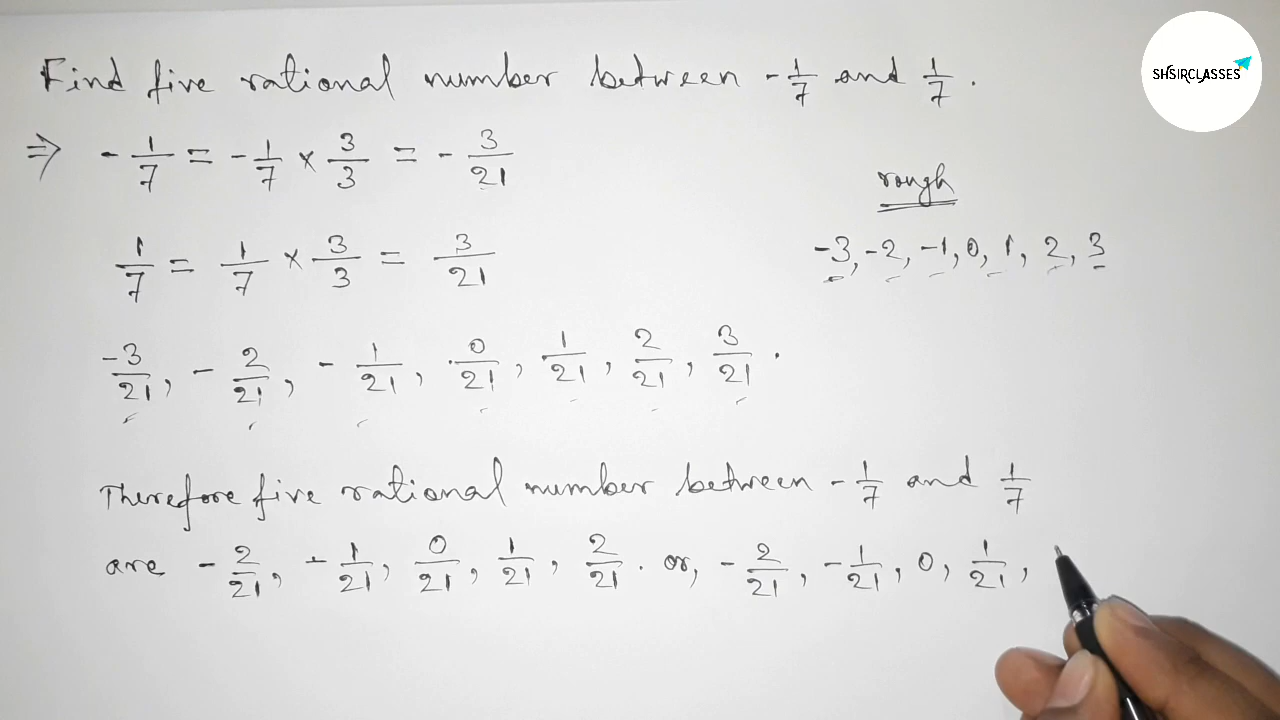 Find five rational number between -1/7 and 1/7.
SHSIRCLASSES
⇒ -1/7 = -1/7 × 3/3 = -3/21
rough
1/7 = 1/7 × 3/3 = 3/21
-3, -2, -1, 0, 1, 2, 3
-3/21, -2/21, -1/21, 0/21, 1/21, 2/21, 3/21.
Therefore five rational number between -1/7 and 1/7
are -2/21, -1/21, 0/21, 1/21, 2/21. or, -2/21, -1/21, 0, 1/21,